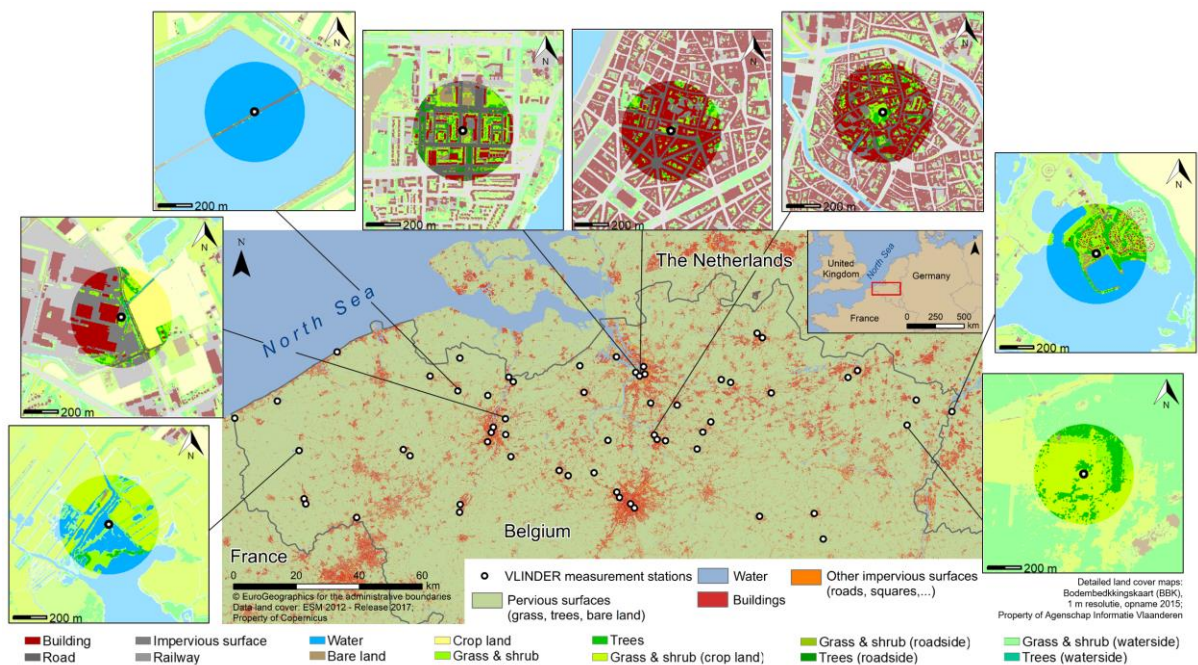 N
200 m
N
200 m
N
200 m
N
200 m
N
200 m
N
200 m
N
200 m
N
200 m
N
North Sea
The Netherlands
Belgium
France
United
Kingdom
North Sea
Germany
France
0 250 500
km
0 20 40 60
km
© EuroGeographics for the administrative boundaries
Data land cover: ESM 2012 - Release 2017;
Property of Copernicus
VLINDER measurement stations
Pervious surfaces
(grass, trees, bare land)
Water
Buildings
Other impervious surfaces
(roads, squares,...)
Detailed land cover maps:
Bodembedkkingskaart (BBK),
1 m resolutie, opname 2015;
Property of Agenschap Informatie Vlaanderen
Building
Impervious surface
Water
Crop land
Trees
Grass & shrub (roadside)
Grass & shrub (waterside)
Road
Railway
Bare land
Grass & shrub
Grass & shrub (crop land)
Trees (roadside)
Trees (waterside)